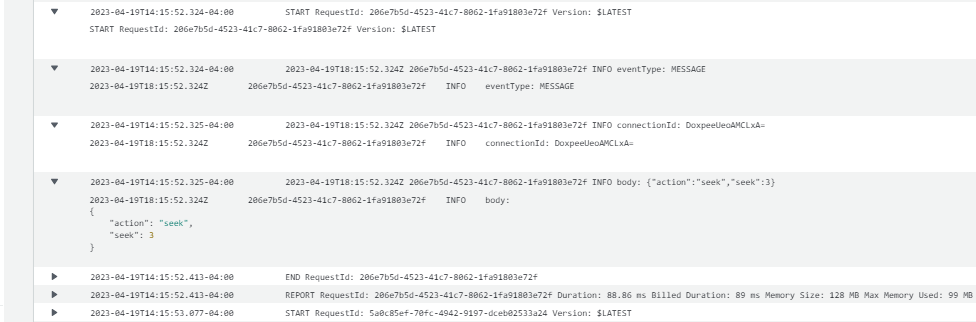 2023-04-19T14:15:52.324-04:00 START RequestId: 206e7b5d-4523-41c7-8062-1fa91803e72f Version: $LATEST
START RequestId: 206e7b5d-4523-41c7-8062-1fa91803e72f Version: $LATEST
2023-04-19T14:15:52.324-04:00 2023-04-19T18:15:52.324Z 206e7b5d-4523-41c7-8062-1fa91803e72f INFO eventType: MESSAGE
2023-04-19T18:15:52.324Z 206e7b5d-4523-41c7-8062-1fa91803e72f INFO eventType: MESSAGE
2023-04-19T14:15:52.325-04:00 2023-04-19T18:15:52.324Z 206e7b5d-4523-41c7-8062-1fa91803e72f INFO connectionId: DoxpeeUeoAMCLxA=
2023-04-19T18:15:52.324Z 206e7b5d-4523-41c7-8062-1fa91803e72f INFO connectionId: DoxpeeUeoAMCLxA=
2023-04-19T14:15:52.325-04:00 2023-04-19T18:15:52.324Z 206e7b5d-4523-41c7-8062-1fa91803e72f INFO body: {"action":"seek","seek":3}
2023-04-19T18:15:52.324Z 206e7b5d-4523-41c7-8062-1fa91803e72f INFO body:
{
"action": "seek",
"seek": 3
}
2023-04-19T14:15:52.413-04:00 END RequestId: 206e7b5d-4523-41c7-8062-1fa91803e72f
2023-04-19T14:15:52.413-04:00 REPORT RequestId: 206e7b5d-4523-41c7-8062-1fa91803e72f Duration: 88.86 ms Billed Duration: 89 ms Memory Size: 128 MB Max Memory Used: 99 MB
2023-04-19T14:15:53.077-04:00 START RequestId: 5a0c85ef-70fc-4942-9197-dceb02533a24 Version: $LATEST